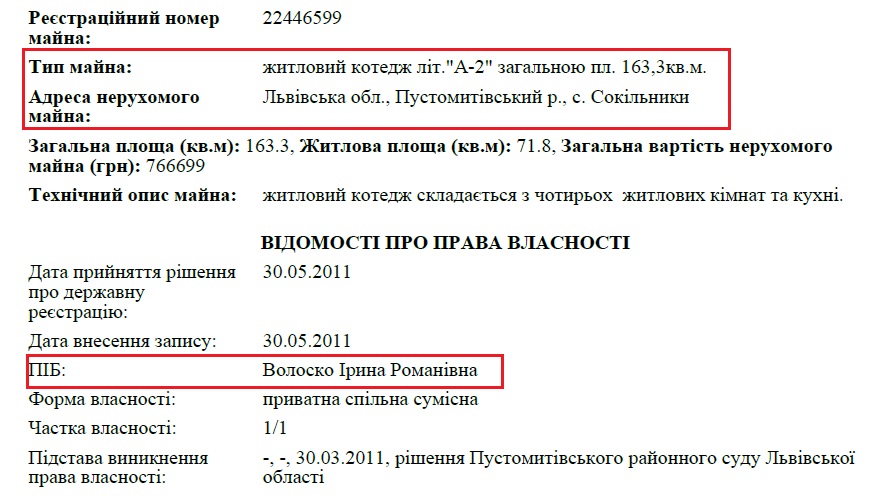 Реєстраційний номер 22446599
майна:
Тип майна: житловий котедж літ."А-2" загальною пл. 163,3кв.м.
Адреса нерухомого Львівська обл., Пустомитівський р., с. Сокільники
майна:
Загальна площа (кв.м): 163.3, Житлова площа (кв.м): 71.8, Загальна вартість нерухомого
майна (грн): 766699
Технічний опис майна: житловий котедж складається з чотирьох житлових кімнат та кухні.
ВІДОМОСТІ ПРО ПРАВА ВЛАСНОСТІ
Дата прийняття рішення 30.05.2011
про державну
реєстрацію:
Дата внесення запису: 30.05.2011
ПІБ: Волоско Ірина Романівна
Форма власності: приватна спільна сумісна
Частка власності: 1/1
Підстава виникнення -, -, 30.03.2011, рішення Пустомитівського районного суду Львівської
права власності: області